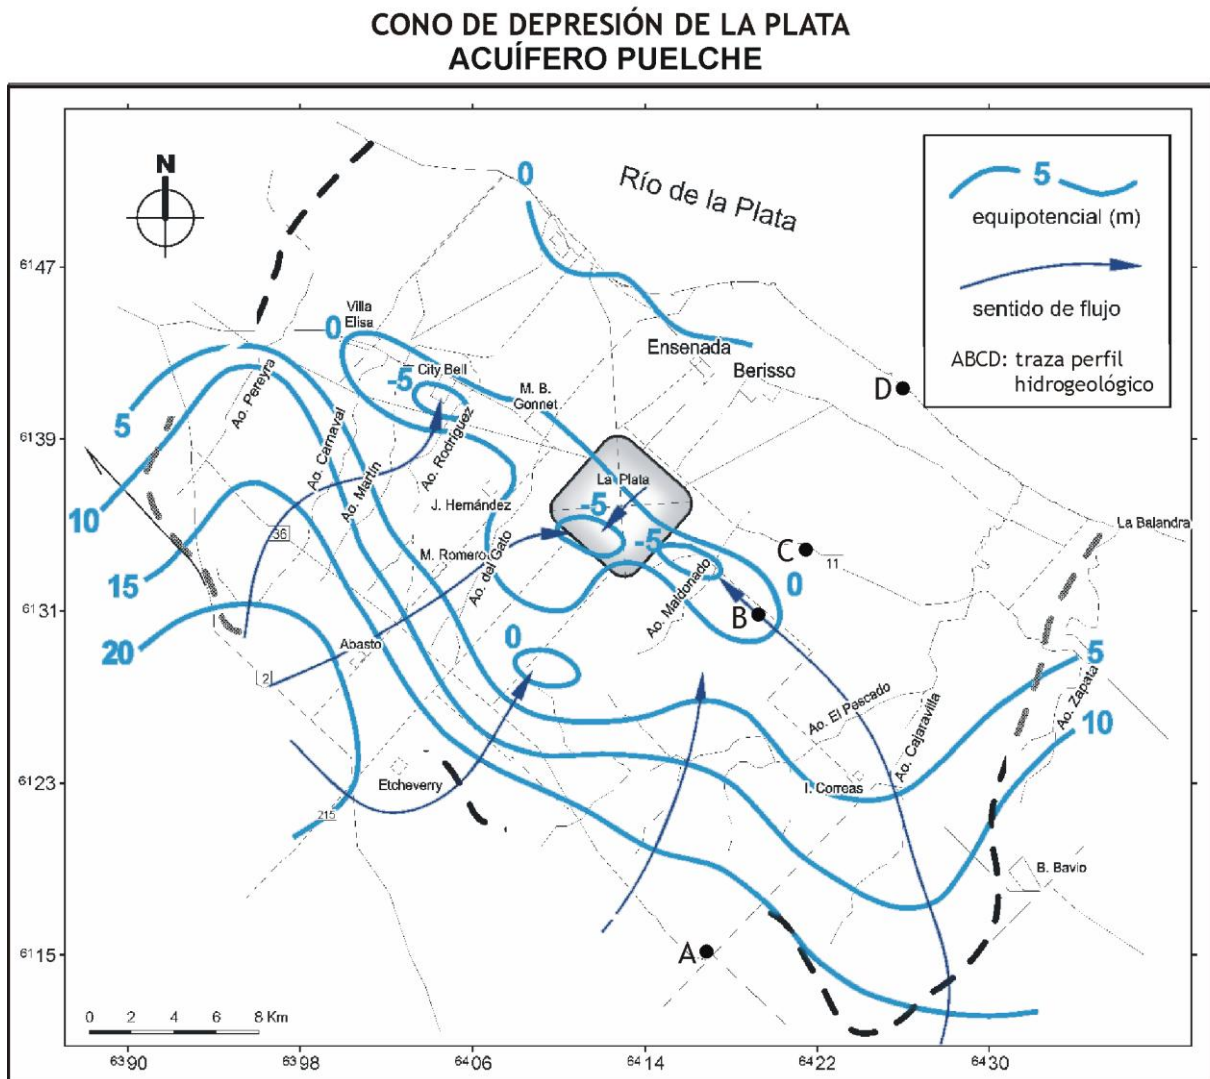 CONO DE DEPRESIÓN DE LA PLATA
ACUÍFERO PUELCHE
N
0
Río de la Plata
5
equipotencial (m)
sentido de flujo
ABCD: traza perfil
hidrogeológico
6147
6139
6131
6123
6115
Villa
Elisa
0
-5
City Bell
M. B.
Gonnet
Ensenada
Berisso
D
5
Ao. Pereyra
Ao. Carnaval
Ao. Martín
Ao. Rodríguez
10
J. Hernández
La Plata
-5
-5
La Balandra
36
M. Romero
Ao. del Gato
C
11
15
Ao. Maldonado
0
B
20
Abasto
0
2
5
Ao. Zapata
10
Ao. El Pescado
Ao. Cajaravilla
Etcheverry
I. Correas
215
B. Bavio
A
0 2 4 6 8 Km
6390 6398 6406 6414 6422 6430